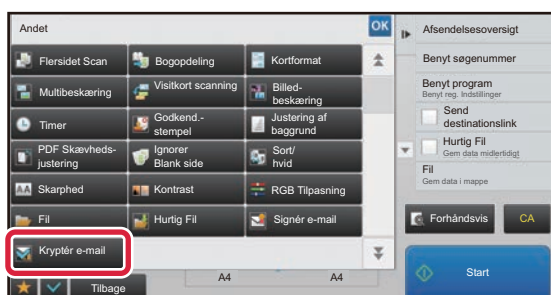 Andet
OK
Flersidet Scan
Bogopdeling
Kortformat
Multibeskæring
Visitkort scanning
Billed-
beskæring
Timer
Godkend.-
stempel
Justering af
baggrund
PDF Skævheds-
justering
Ignorer
Blank side
Sort/
hvid
AA
Skarphed
Kontrast
RGB Tilpasning
Fil
Hurtig Fil
Signér e-mail
Kryptér e-mail
Tilbage
A4
A4
Afsendelsesoversigt
Benyt søgenummer
Benyt program
Benyt reg. Indstillinger
Send
destinationslink
Hurtig Fil
Gem data midlertidigt
Fil
Gem data i mappe
Forhåndsvis
CA
Start